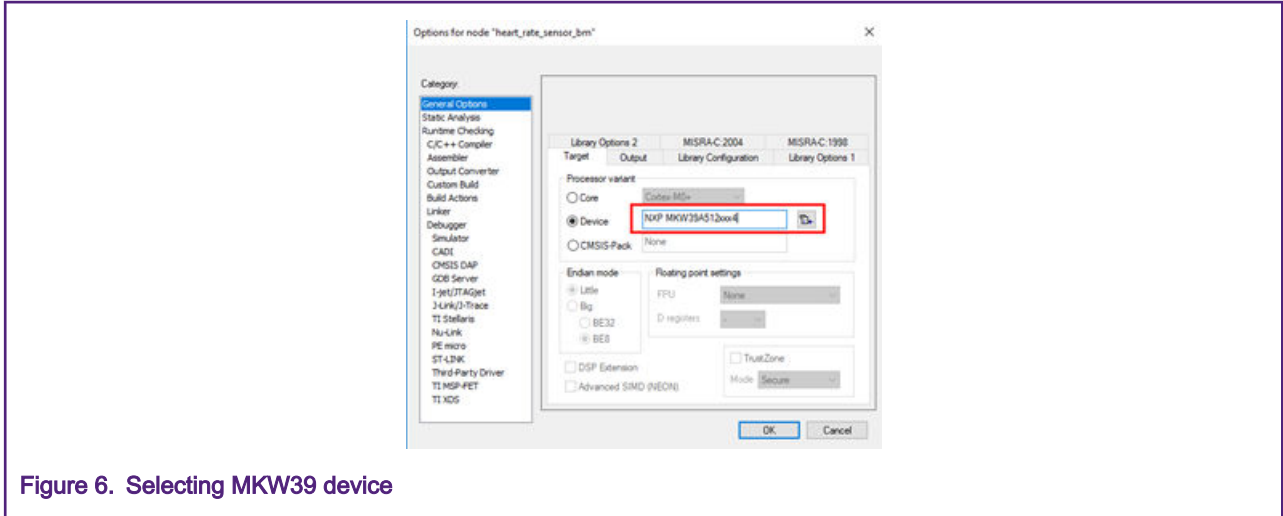 Options for node "heart_rate_sensor_bm"
Category:
General Options
Static Analysis
Runtime Checking
C/C++ Compiler
Assembler
Output Converter
Custom Build
Build Actions
Linker
Debugger
Simulator
CADI
CMSIS DAP
GDB Server
I-jet/JTAGjet
J-Link/J-Trace
TI Stellaris
Nu-Link
PE micro
ST-LINK
Third-Party Driver
TI MSP-FET
TI XDS
Library Options 2 MISRA-C:2004 MISRA-C:1998
Target Output Library Configuration Library Options 1
Processor variant
Core Cortex-M0+
Device NXP MKW39A512xxx4
CMSIS-Pack None
Endian mode
Little
Big
BE32
BE8
Floating point settings
FPU None
D registers -
DSP Extension
Advanced SIMD (NEON)
TrustZone
Mode Secure
OK Cancel
Figure 6. Selecting MKW39 device